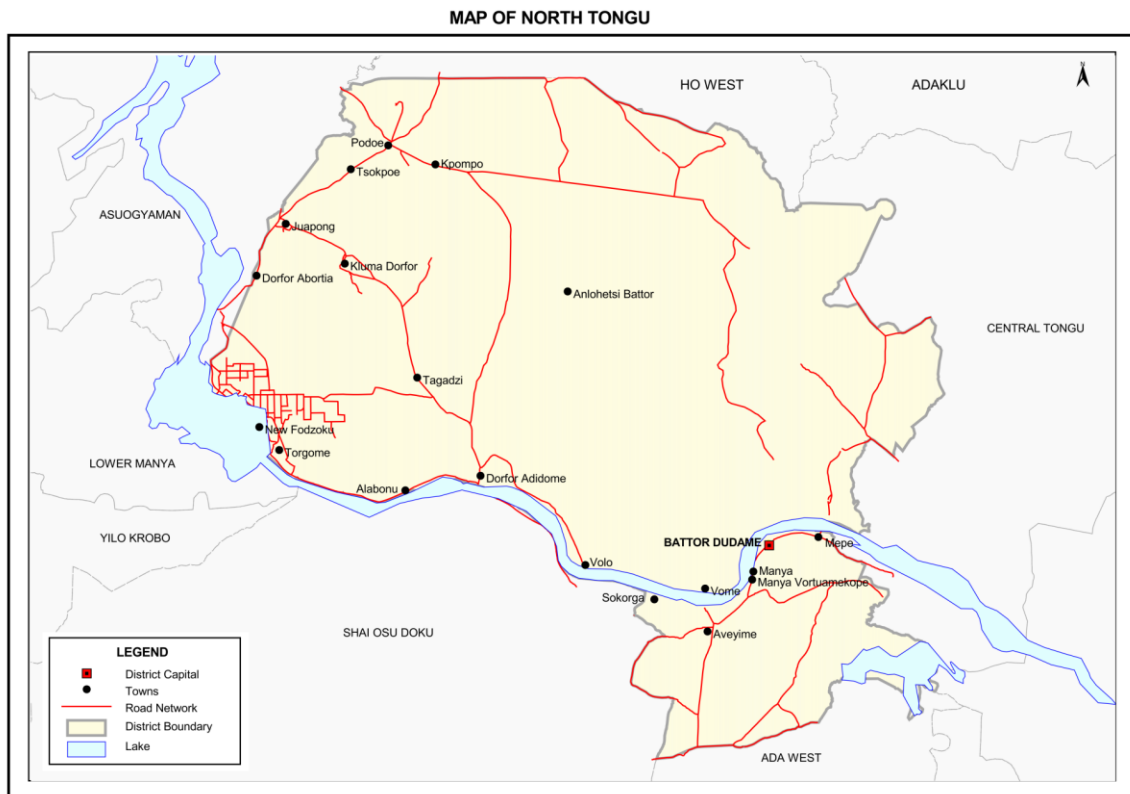 MAP OF NORTH TONGU
N
HO WEST
ADAKLU
Podoe
Kpompo
Tsokpoe
ASUOGYAMAN
Juapong
Kluma Dorfor
Dorfor Abortia
Anlohetsi Battor
CENTRAL TONGU
Tagadzi
New Fodzoku
Torgome
LOWER MANYA
Dorfor Adidome
Alabonu
YILO KROBO
BATTOR DUDAME
Mepe
Volo
Manya
Manya Vortuamekope
Vome
Sokorga
SHAI OSU DOKU
Aveyime
LEGEND
District Capital
Towns
Road Network
District Boundary
Lake
ADA WEST